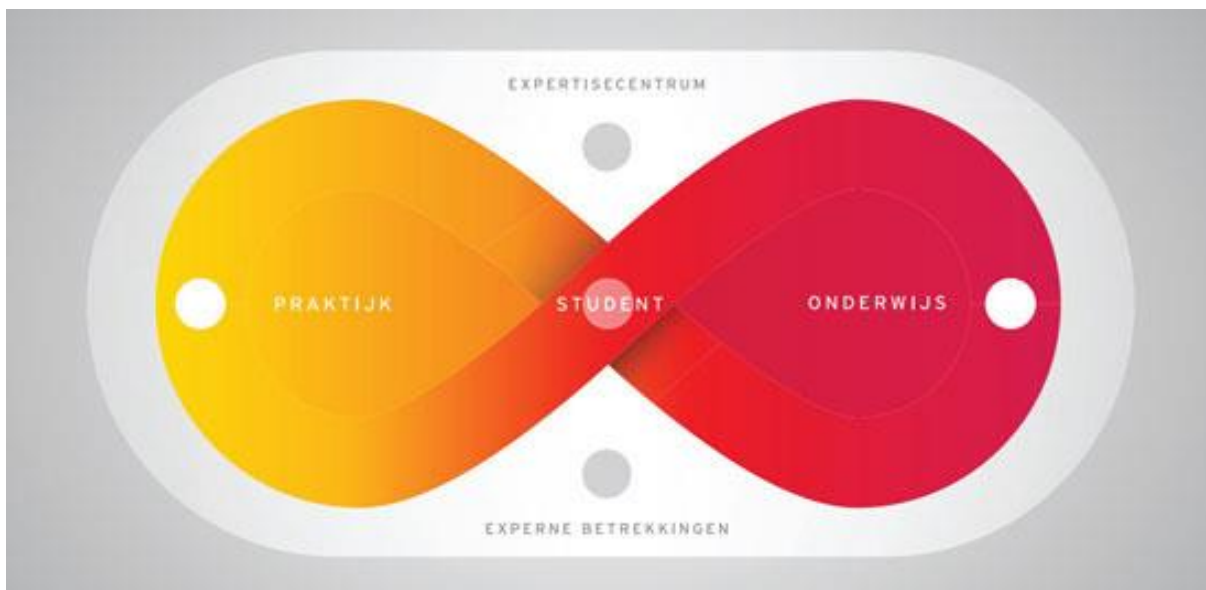 EXPERTISECENTRUM
PRAKTIJK
STUDENT
ONDERWIJS
EXPERNE BETREKKINGEN